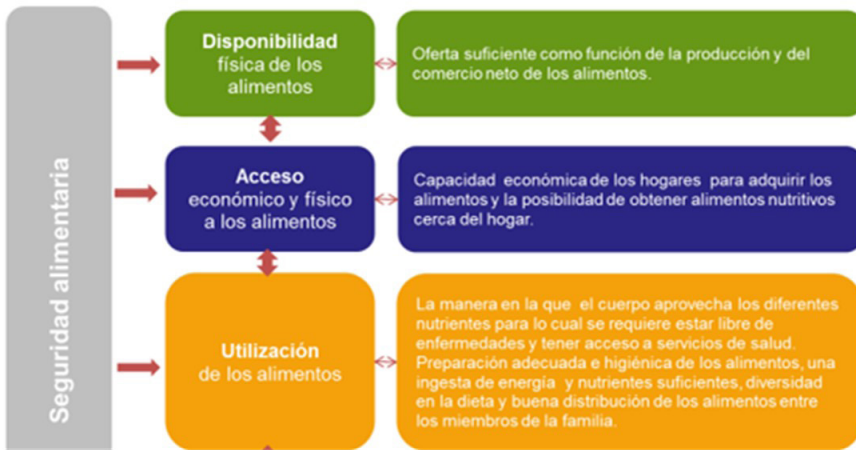 Seguridad alimentaria
Disponibilidad
física de los
alimentos
Oferta suficiente como función de la producción y del
comercio neto de los alimentos.
Acceso
económico y físico
a los alimentos
Capacidad económica de los hogares para adquirir los
alimentos y la posibilidad de obtener alimentos nutritivos
cerca del hogar.
Utilización
de los alimentos
La manera en la que el cuerpo aprovecha los diferentes
nutrientes para lo cual se requiere estar libre de
enfermedades y tener acceso a servicios de salud.
Preparación adecuada e higiénica de los alimentos, una
ingesta de energía y nutrientes suficientes, diversidad
en la dieta y buena distribución de los alimentos entre
los miembros de la familia.